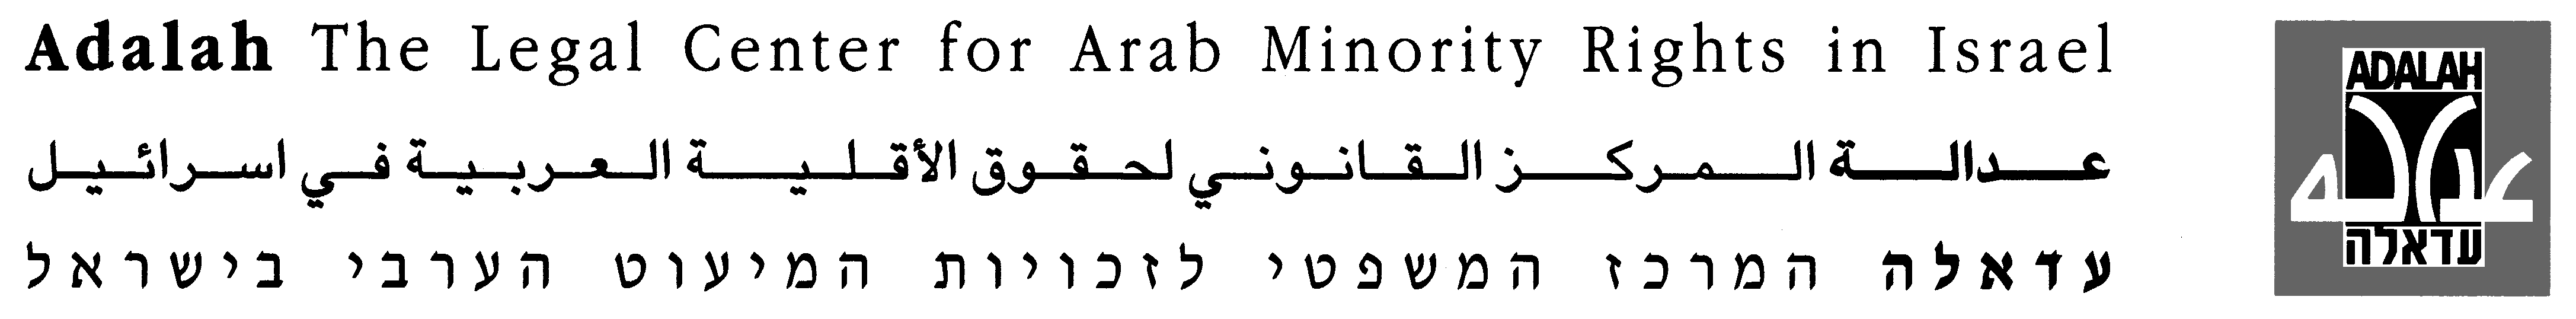 Adalah The Legal Center for Arab Minority Rights in Israel
عدالة المركز القانوني لحقوق الأقلية العربية في اسرائيل
עדאלה המרכז המשפטי לזכויות המיעוט הערבי בישראל
ADALAH
عدالة
עדאלה